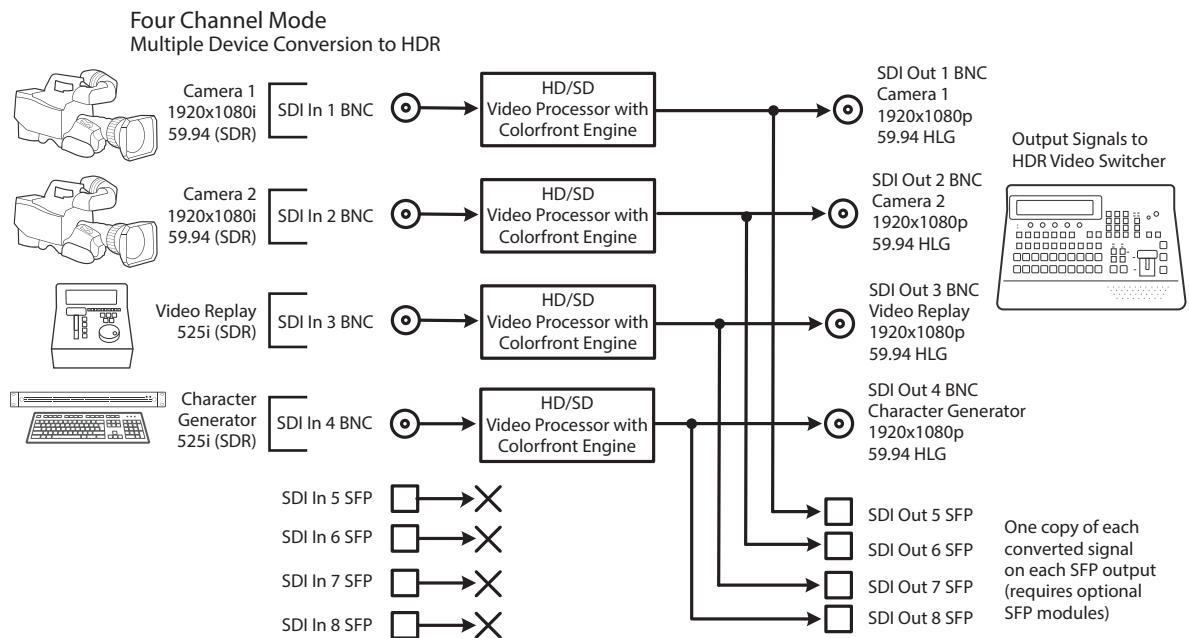 Four Channel Mode
Multiple Device Conversion to HDR
Camera 1
1920x1080i
59.94 (SDR)
SDI In 1 BNC
HD/SD
Video Processor with
Colorfront Engine
SDI Out 1 BNC
Camera 1
1920x1080p
59.94 HLG
Output Signals to
HDR Video Switcher
Camera 2
1920x1080i
59.94 (SDR)
SDI In 2 BNC
HD/SD
Video Processor with
Colorfront Engine
SDI Out 2 BNC
Camera 2
1920x1080p
59.94 HLG
Video Replay
525i (SDR)
SDI In 3 BNC
HD/SD
Video Processor with
Colorfront Engine
SDI Out 3 BNC
Video Replay
1920x1080p
59.94 HLG
Character
Generator
525i (SDR)
SDI In 4 BNC
HD/SD
Video Processor with
Colorfront Engine
SDI Out 4 BNC
Character Generator
1920x1080p
59.94 HLG
SDI In 5 SFP
SDI In 6 SFP
SDI In 7 SFP
SDI In 8 SFP
SDI Out 5 SFP
SDI Out 6 SFP
SDI Out 7 SFP
SDI Out 8 SFP
One copy of each
converted signal
on each SFP output
(requires optional
SFP modules)